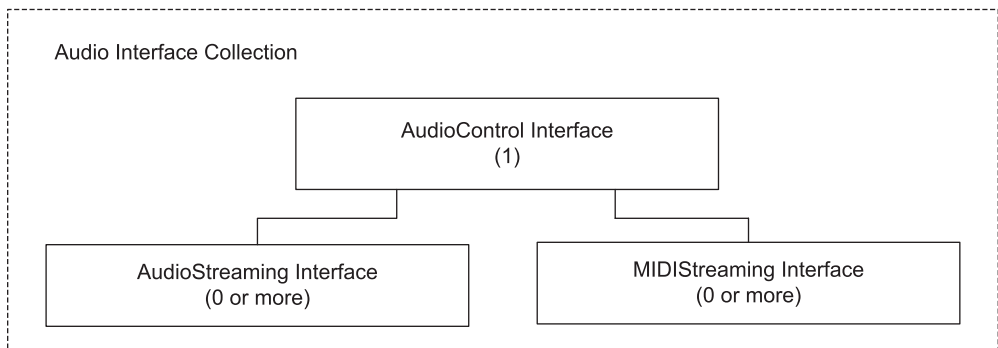 Audio Interface Collection
AudioControl Interface
(1)
AudioStreaming Interface
(0 or more)
MIDIStreaming Interface
(0 or more)